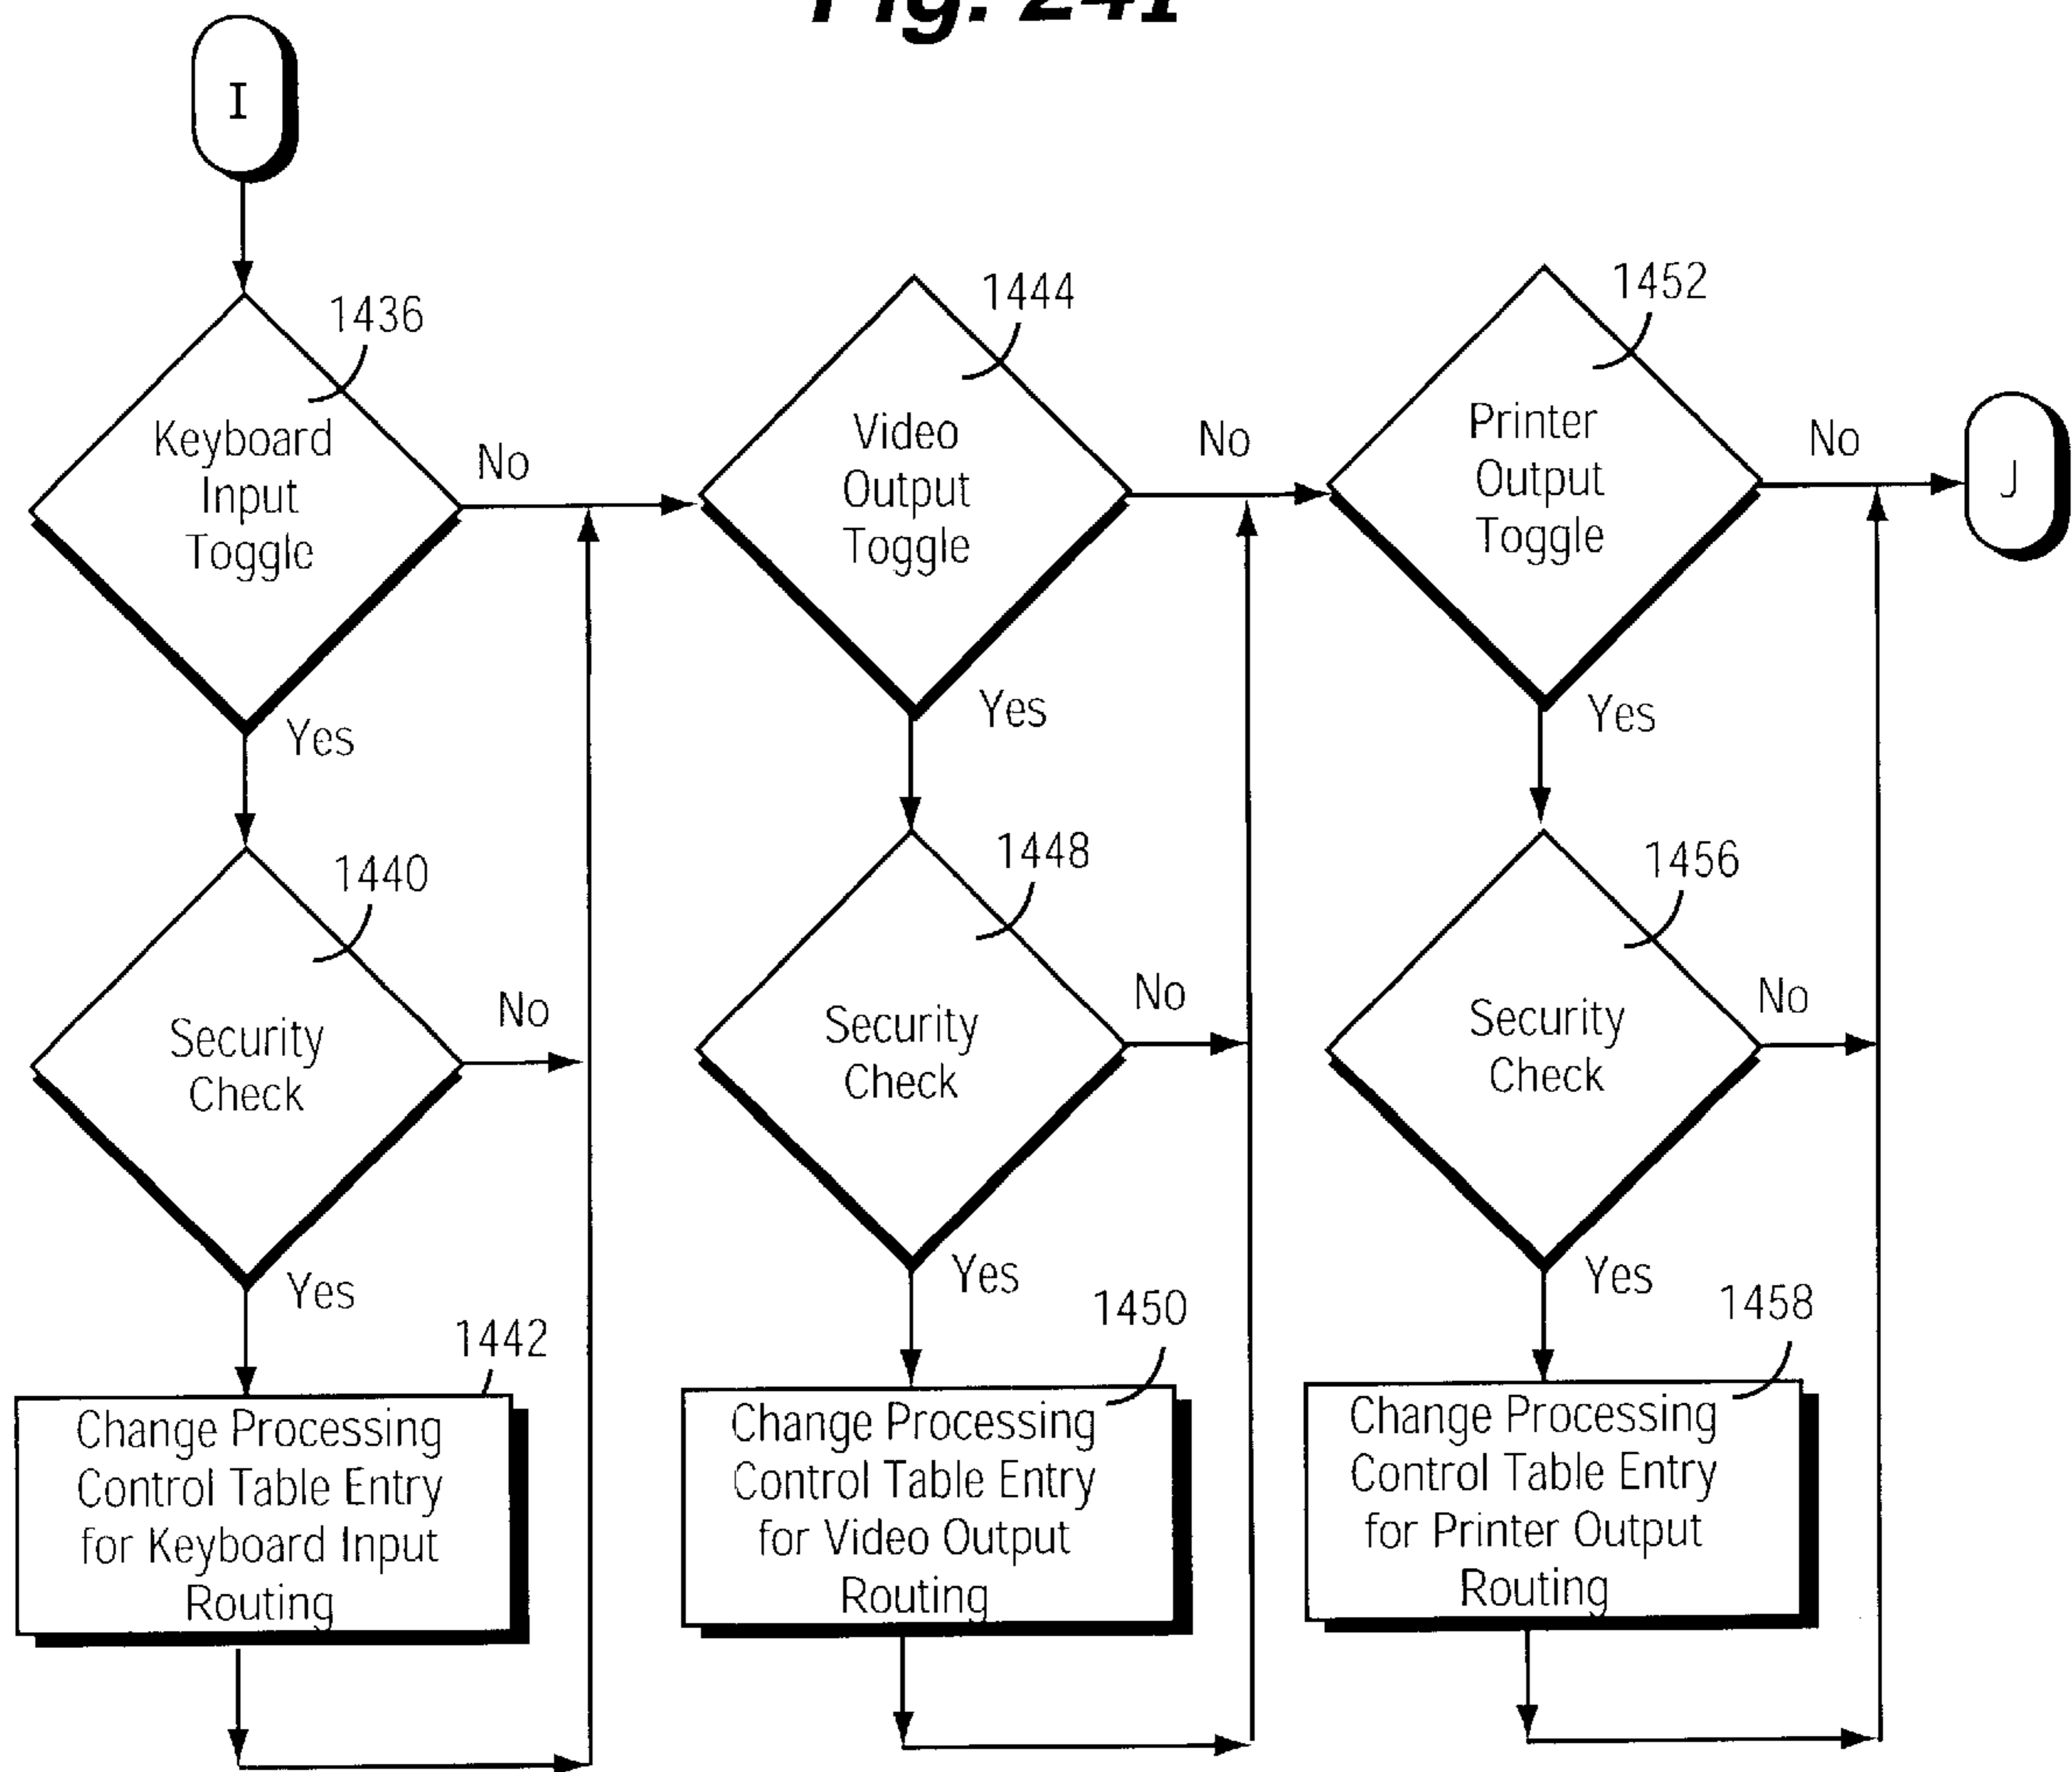 Fig. 24I
I
1436
Keyboard
Input
Toggle
No
Yes
1440
Security
Check
No
Yes
1442
Change Processing
Control Table Entry
for Keyboard Input
Routing
1444
Video
Output
Toggle
No
Yes
1448
Security
Check
No
Yes
1450
Change Processing
Control Table Entry
for Video Output
Routing
1452
Printer
Output
Toggle
No
Yes
1456
Security
Check
No
Yes
1458
Change Processing
Control Table Entry
for Printer Output
Routing
J